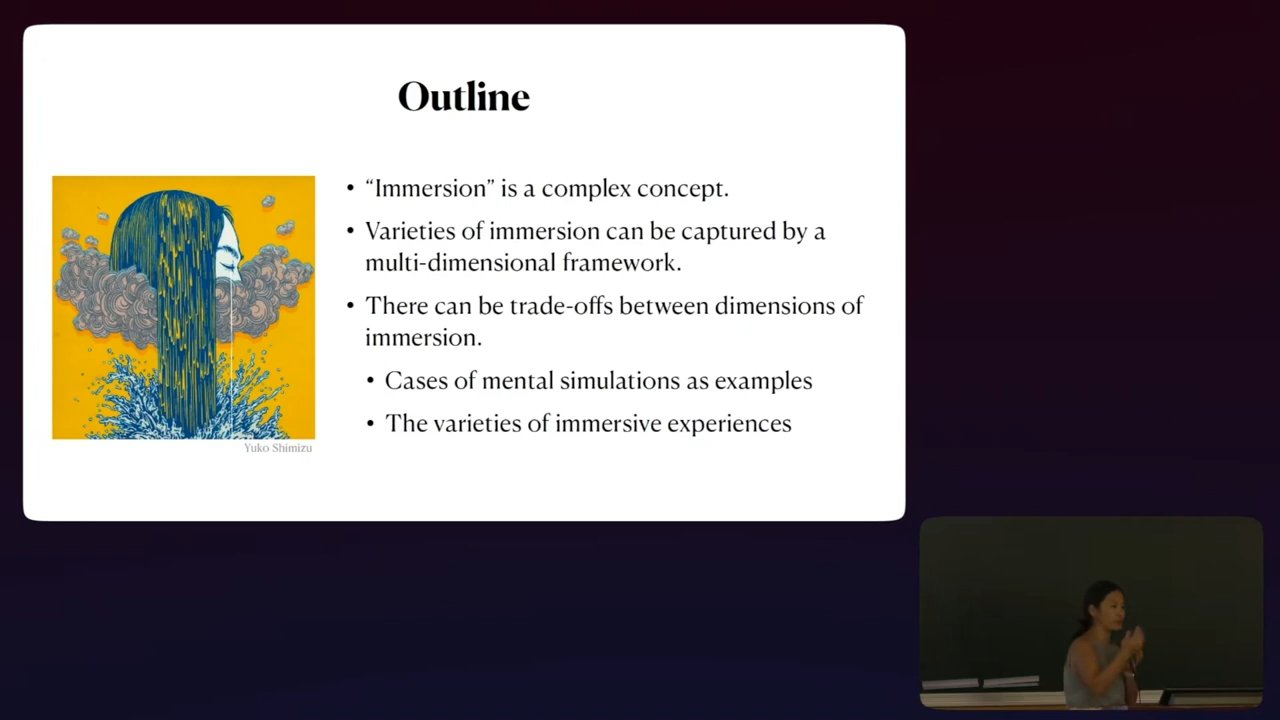 Outline
• “Immersion” is a complex concept.
• Varieties of immersion can be captured by a
multi-dimensional framework.
• There can be trade-offs between dimensions of
immersion.
• Cases of mental simulations as examples
• The varieties of immersive experiences
Yuko Shimizu